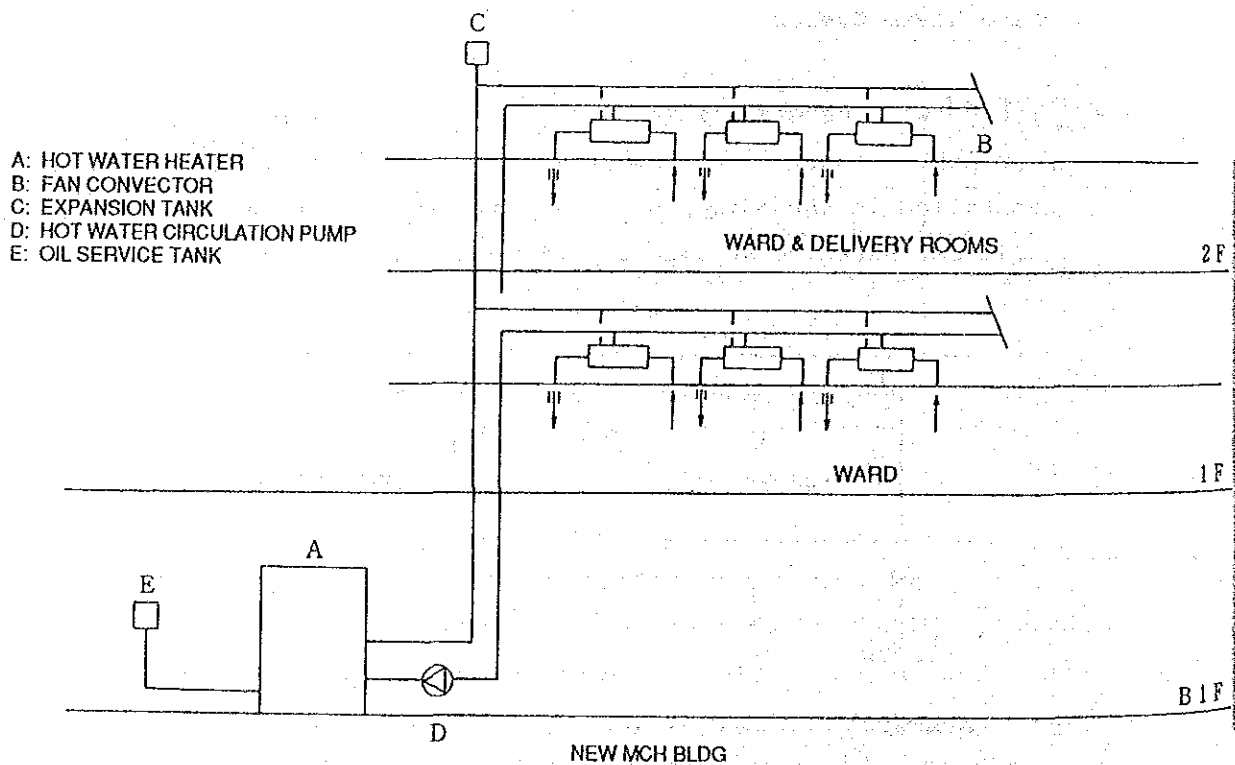 C
A: HOT WATER HEATER
B: FAN CONVECTOR
C: EXPANSION TANK
D: HOT WATER CIRCULATION PUMP
E: OIL SERVICE TANK
B
WARD & DELIVERY ROOMS
2F
WARD
1F
A
E
B1F
D
NEW MCH BLDG